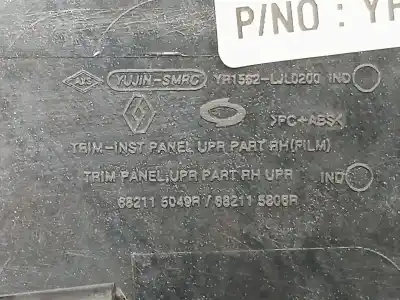 P/NO : YR
YUJIN-SMRC YR1562-LJL0200 IND
>PC+ABS<
TRIM-INST PANEL, UPR PART RH(FILM)
TRIM PANEL,UPR PART RH UPR IND
68211 5049R / 68211 5806R